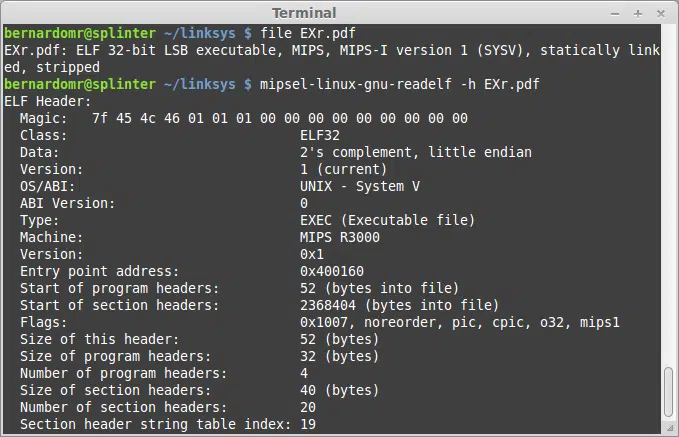 Terminal
bernardomr@splinter ~/linksys $ file EXr.pdf
EXr.pdf: ELF 32-bit LSB executable, MIPS, MIPS-I version 1 (SYSV), statically link
ed, stripped
bernardomr@splinter ~/linksys $ mipsel-linux-gnu-readelf -h EXr.pdf
ELF Header:
  Magic:   7f 45 4c 46 01 01 01 00 00 00 00 00 00 00 00 00
  Class:                             ELF32
  Data:                              2's complement, little endian
  Version:                           1 (current)
  OS/ABI:                            UNIX - System V
  ABI Version:                       0
  Type:                              EXEC (Executable file)
  Machine:                           MIPS R3000
  Version:                           0x1
  Entry point address:               0x400160
  Start of program headers:          52 (bytes into file)
  Start of section headers:          2368404 (bytes into file)
  Flags:                             0x1007, noreorder, pic, cpic, o32, mips1
  Size of this header:               52 (bytes)
  Size of program headers:           32 (bytes)
  Number of program headers:         4
  Size of section headers:           40 (bytes)
  Number of section headers:         20
  Section header string table index: 19